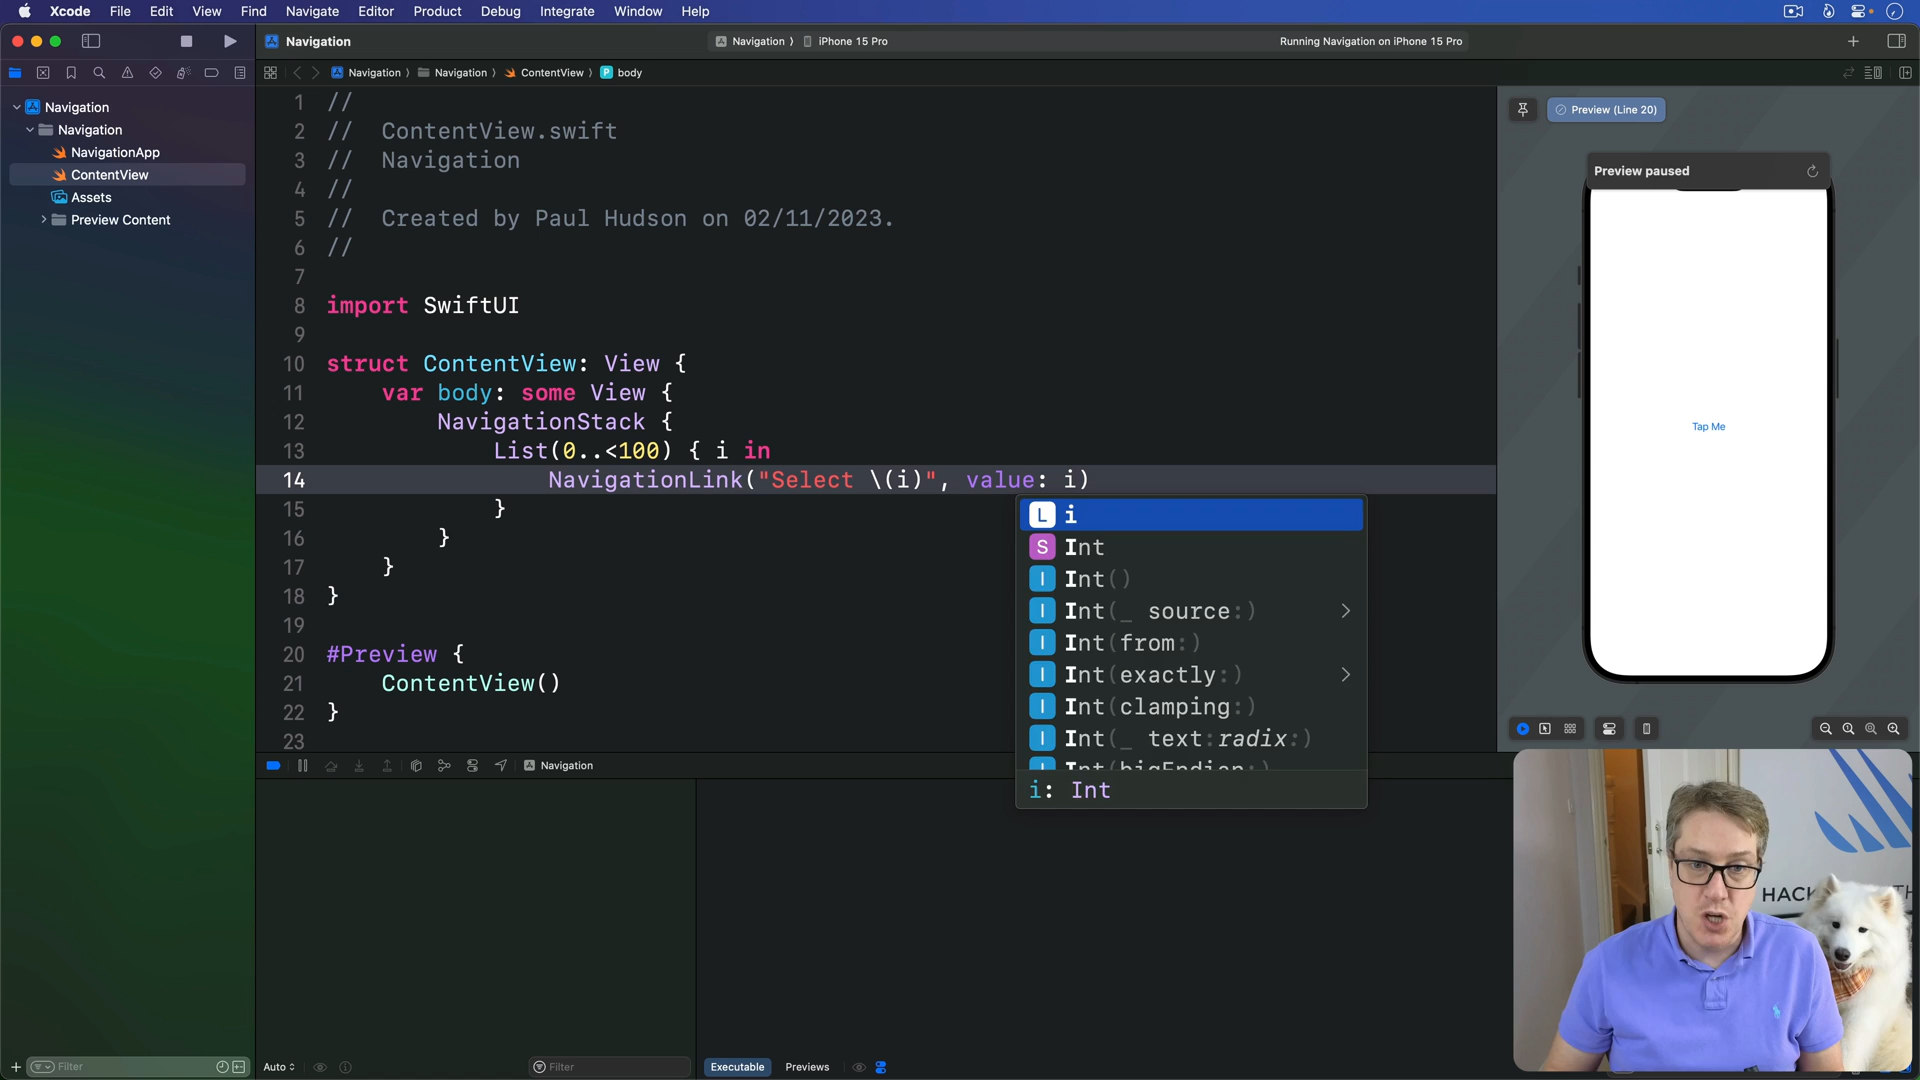 Xcode File Edit View Find Navigate Editor Product Debug Integrate Window Help
Navigation
Navigation iPhone 15 Pro
Running Navigation on iPhone 15 Pro
Navigation Navigation ContentView P body
Navigation
Navigation
NavigationApp
ContentView
Assets
Preview Content
1 //
2 // ContentView.swift
3 // Navigation
4 //
5 // Created by Paul Hudson on 02/11/2023.
6 //
7
8 import SwiftUI
9
10 struct ContentView: View {
11 var body: some View {
12 NavigationStack {
13 List(0..<100) { i in
14 NavigationLink("Select \(i)", value: i)
15 }
16 }
17 }
18 }
19
20 #Preview {
21 ContentView()
22 }
23
L i
S Int
I Int()
I Int(_ source:)
I Int(from:)
I Int(exactly:)
I Int(clamping:)
I Int(_ text:radix:)
I Int(bigEndian:)
i: Int
Preview (Line 20)
Preview paused
Tap Me
Navigation
Filter
Auto
Filter
Executable Previews
HACK